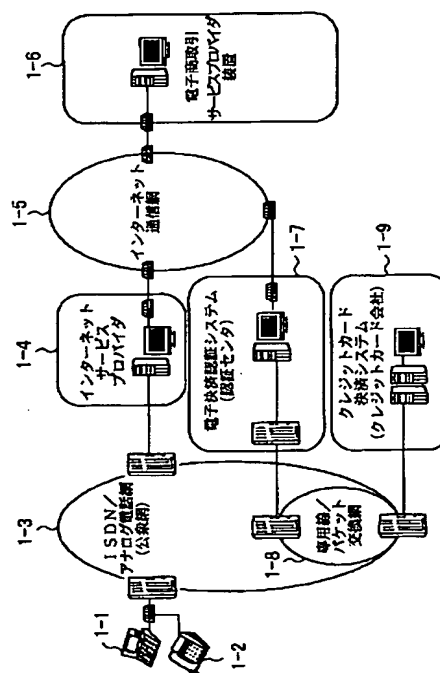 1-1
1-2
1-3
ISDN/
アナログ電話網
(公衆網)
1-4
インターネット
サービス
プロバイダ
1-5
インターネット
通信網
1-6
電子商取引
サービスプロバイダ
装置
1-7
電子決済認証システム
(認証センタ)
1-8
専用線/
パケット
交換網
1-9
クレジットカード
決済システム
(クレジットカード会社)